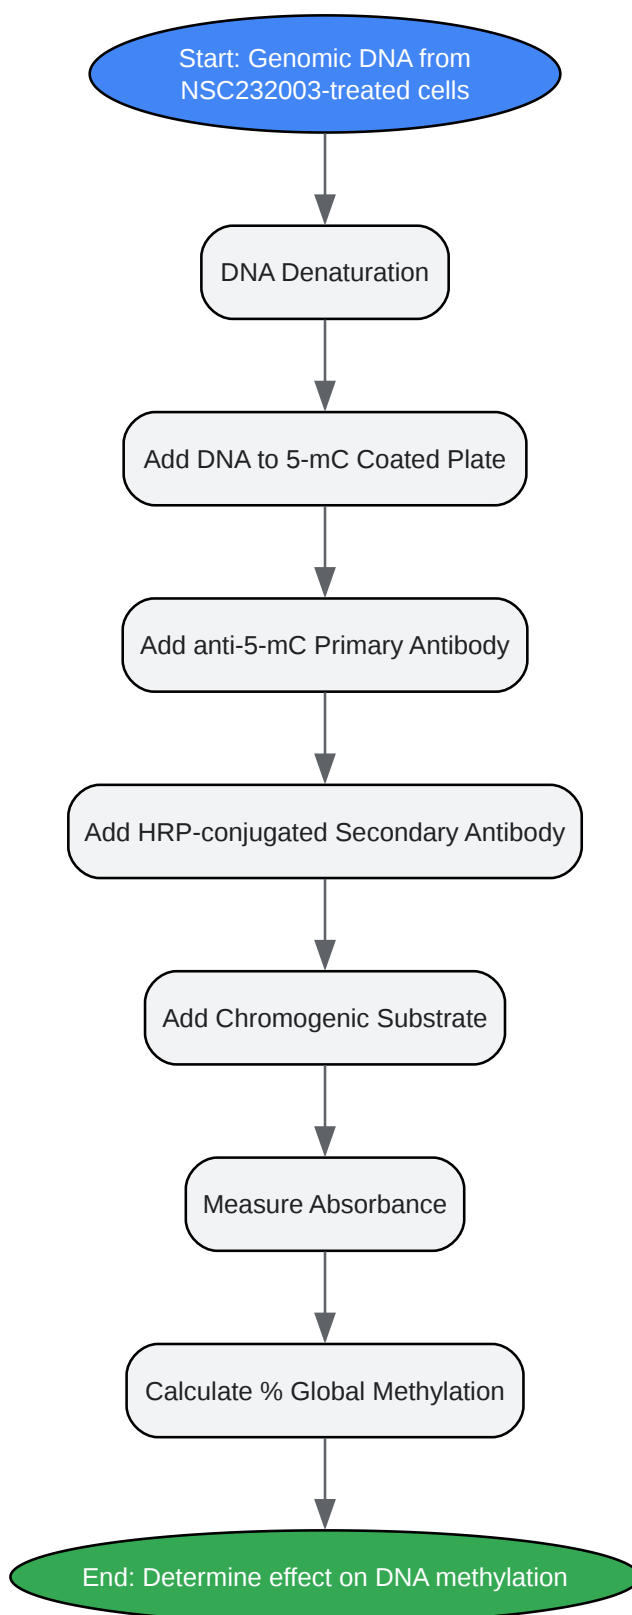 Start: Genomic DNA from
NSC232003-treated cells
DNA Denaturation
Add DNA to 5-mC Coated Plate
Add anti-5-mC Primary Antibody
Add HRP-conjugated Secondary Antibody
Add Chromogenic Substrate
Measure Absorbance
Calculate % Global Methylation
End: Determine effect on DNA methylation